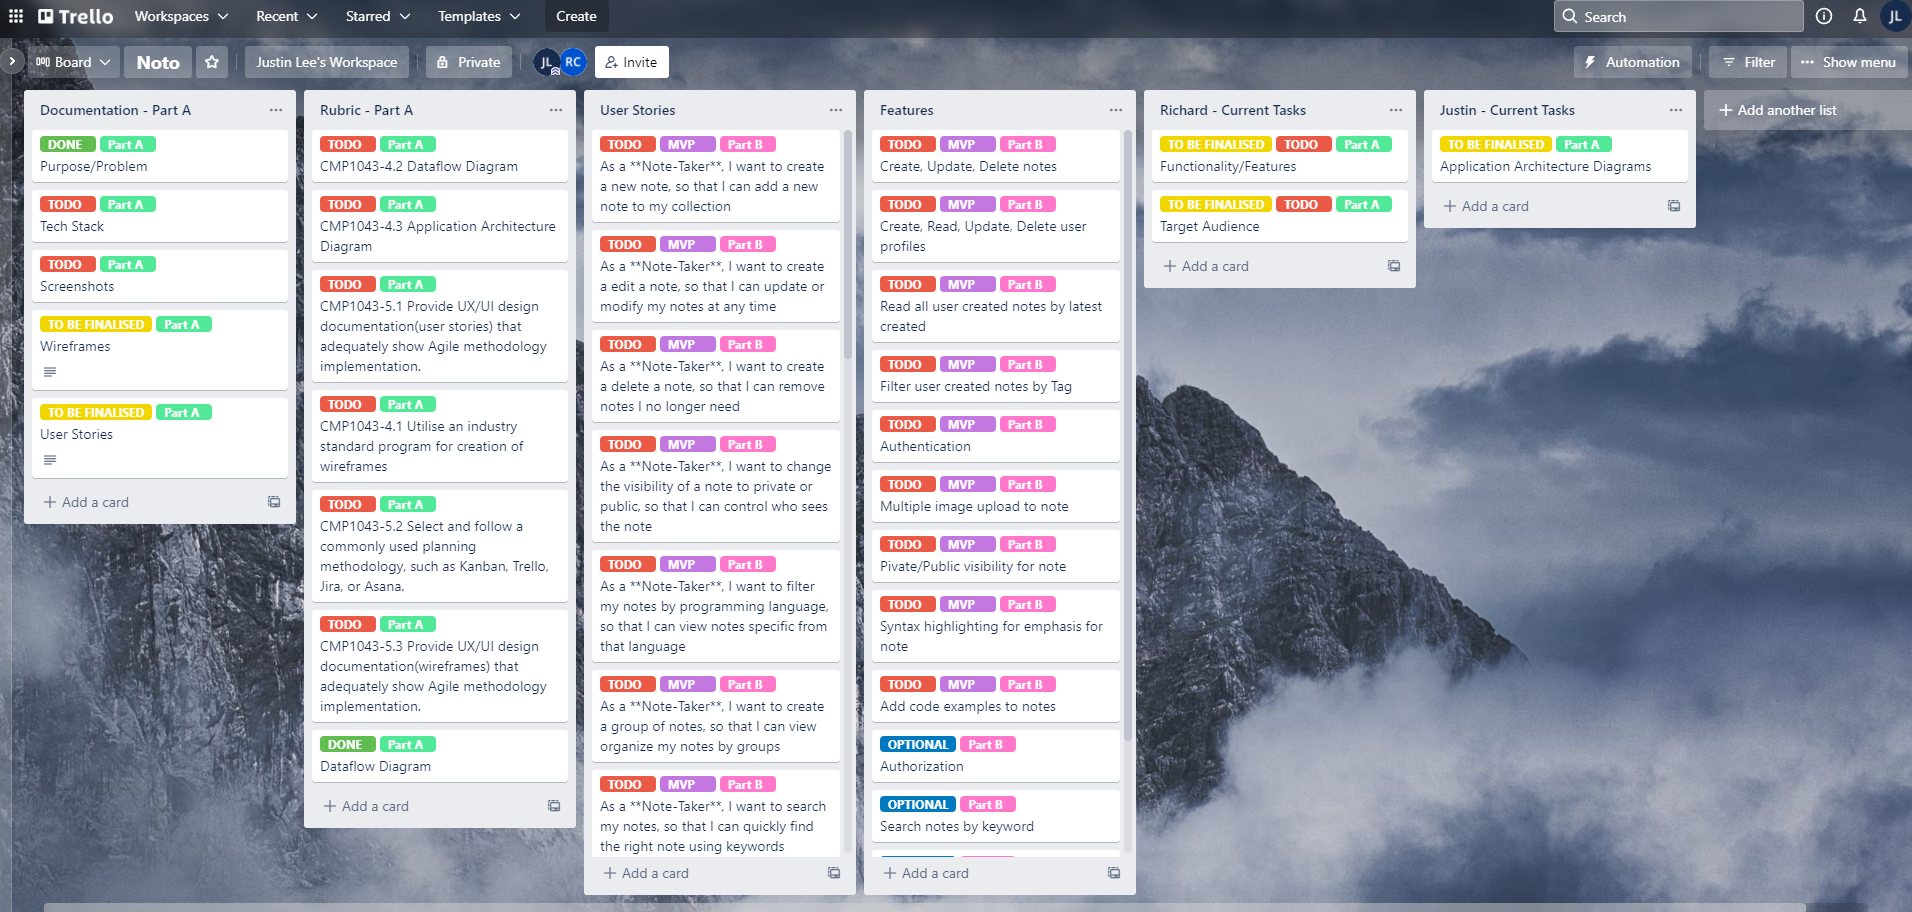 Trello
Workspaces
Recent
Starred
Templates
Create
Search
JL
Board
Noto
Justin Lee's Workspace
Private
JL
RC
Invite
Automation
Filter
Show menu
Documentation - Part A
DONE Part A
Purpose/Problem
TODO Part A
Tech Stack
TODO Part A
Screenshots
TO BE FINALISED Part A
Wireframes
TO BE FINALISED Part A
User Stories
Add a card
Rubric - Part A
TODO Part A
CMP1043-4.2 Dataflow Diagram
TODO Part A
CMP1043-4.3 Application Architecture
Diagram
TODO Part A
CMP1043-5.1 Provide UX/UI design
documentation(user stories) that
adequately show Agile methodology
implementation.
TODO Part A
CMP1043-4.1 Utilise an industry
standard program for creation of
wireframes
TODO Part A
CMP1043-5.2 Select and follow a
commonly used planning
methodology, such as Kanban, Trello,
Jira, or Asana.
TODO Part A
CMP1043-5.3 Provide UX/UI design
documentation(wireframes) that
adequately show Agile methodology
implementation.
DONE Part A
Dataflow Diagram
Add a card
User Stories
TODO MVP Part B
As a **Note-Taker**, I want to create
a new note, so that I can add a new
note to my collection
TODO MVP Part B
As a **Note-Taker**, I want to create
a edit a note, so that I can update or
modify my notes at any time
TODO MVP Part B
As a **Note-Taker**, I want to create
a delete a note, so that I can remove
notes I no longer need
TODO MVP Part B
As a **Note-Taker**, I want to change
the visibility of a note to private or
public, so that I can control who sees
the note
TODO MVP Part B
As a **Note-Taker**, I want to filter
my notes by programming language,
so that I can view notes specific from
that language
TODO MVP Part B
As a **Note-Taker**, I want to create
a group of notes, so that I can view
organize my notes by groups
TODO MVP Part B
As a **Note-Taker**, I want to search
my notes, so that I can quickly find
the right note using keywords
Add a card
Features
TODO MVP Part B
Create, Update, Delete notes
TODO MVP Part B
Create, Read, Update, Delete user
profiles
TODO MVP Part B
Read all user created notes by latest
created
TODO MVP Part B
Filter user created notes by Tag
TODO MVP Part B
Authentication
TODO MVP Part B
Multiple image upload to note
TODO MVP Part B
Pivate/Public visibility for note
TODO MVP Part B
Syntax highlighting for emphasis for
note
TODO MVP Part B
Add code examples to notes
OPTIONAL Part B
Authorization
OPTIONAL Part B
Search notes by keyword
Add a card
Richard - Current Tasks
TO BE FINALISED TODO Part A
Functionality/Features
TO BE FINALISED TODO Part A
Target Audience
Add a card
Justin - Current Tasks
TO BE FINALISED Part A
Application Architecture Diagrams
Add a card
Add another list